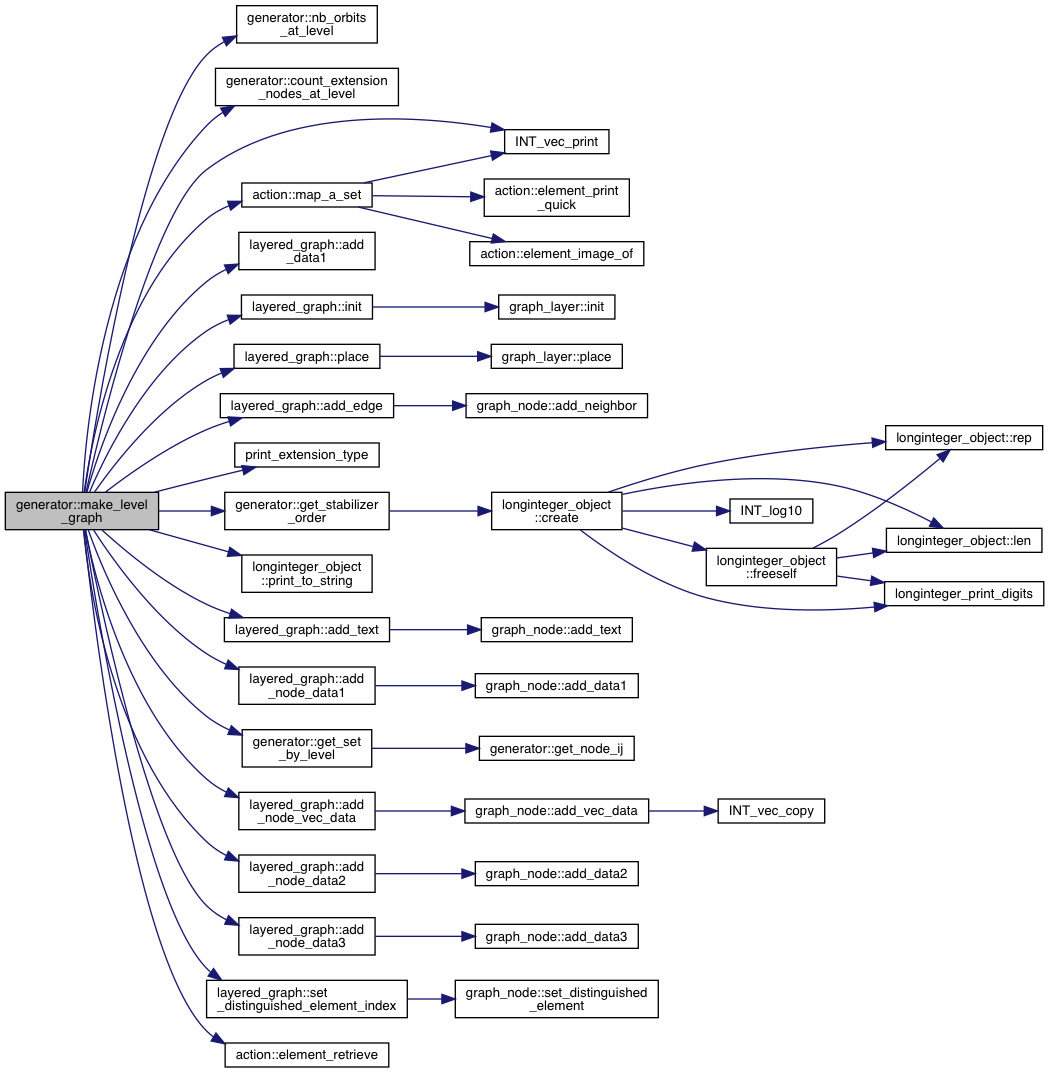 generator::nb_orbits
_at_level
generator::count_extension
_nodes_at_level
INT_vec_print
action::map_a_set
action::element_print
_quick
action::element_image_of
layered_graph::add
_data1
layered_graph::init
graph_layer::init
layered_graph::place
graph_layer::place
layered_graph::add_edge
graph_node::add_neighbor
print_extension_type
generator::make_level
_graph
generator::get_stabilizer
_order
longinteger_object
::create
longinteger_object::rep
INT_log10
longinteger_object::len
longinteger_object
::freeself
longinteger_print_digits
longinteger_object
::print_to_string
layered_graph::add_text
graph_node::add_text
layered_graph::add
_node_data1
graph_node::add_data1
generator::get_set
_by_level
generator::get_node_ij
layered_graph::add
_node_vec_data
graph_node::add_vec_data
INT_vec_copy
layered_graph::add
_node_data2
graph_node::add_data2
layered_graph::add
_node_data3
graph_node::add_data3
layered_graph::set
_distinguished_element_index
graph_node::set_distinguished
_element
action::element_retrieve